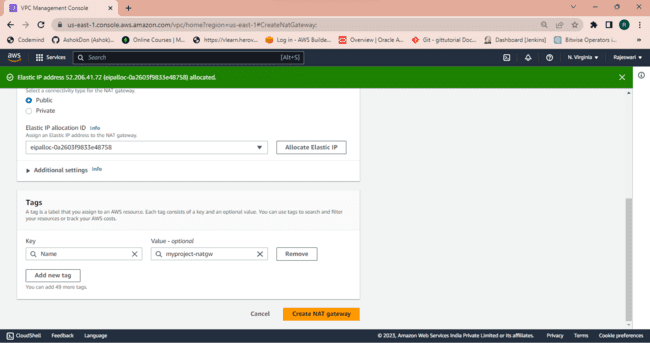 VPC Management Console
us-east-1.console.aws.amazon.com/vpc/home?region=us-east-1#CreateNatGateway:
Codemind
AshokDon (Ashok)...
Online Courses | M...
https://vlearn.herov...
Log in - AWS Builde...
Overview | Oracle A...
Git - gittutorial Doc...
Dashboard [Jenkins]
Bitwise Operators i...
aws
Services
Search
[Alt+S]
N. Virginia
Rajeswari
Elastic IP address 52.206.41.72 (eipalloc-0a2603f9833e48758) allocated.
Select a connectivity type for the NAT gateway.
Public
Private
Elastic IP allocation ID Info
Assign an Elastic IP address to the NAT gateway.
eipalloc-0a2603f9833e48758
Allocate Elastic IP
Additional settings Info
Tags
A tag is a label that you assign to an AWS resource. Each tag consists of a key and an optional value. You can use tags to search and filter
your resources or track your AWS costs.
Key
Value - optional
Name
myproject-natgw
Remove
Add new tag
You can add 49 more tags.
Cancel
Create NAT gateway
CloudShell
Feedback
Language
© 2023, Amazon Web Services India Private Limited or its affiliates.
Privacy
Terms
Cookie preferences